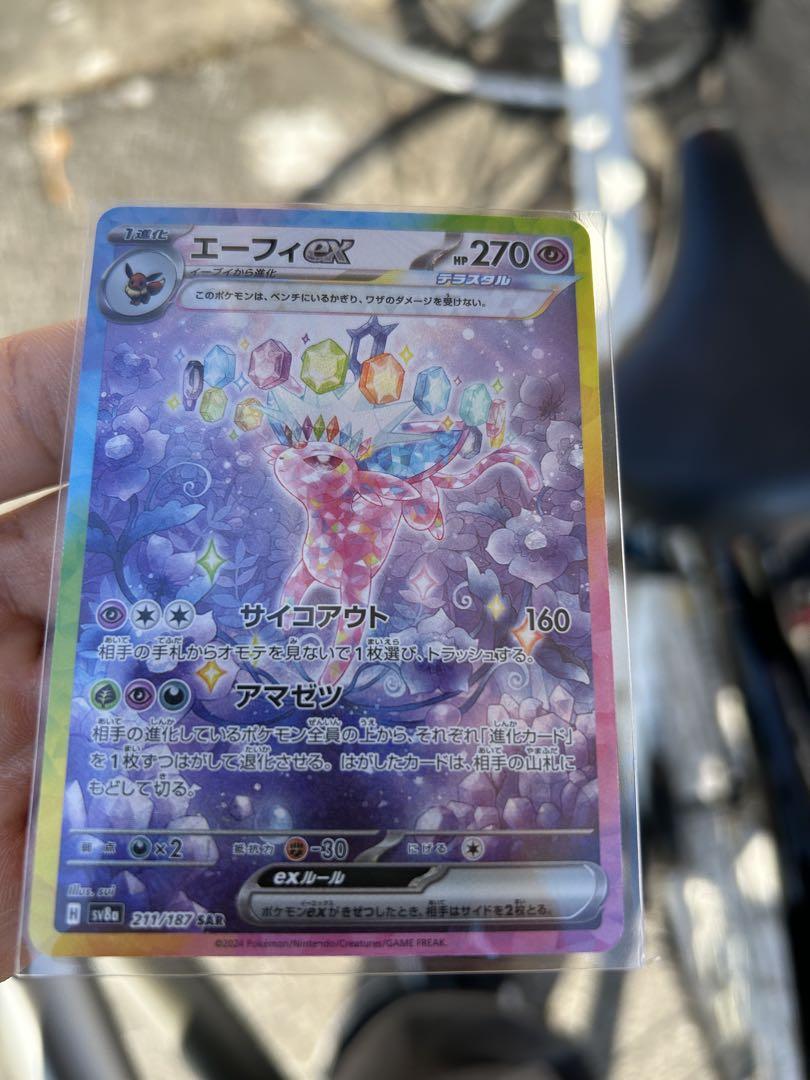 1進化
エーフィex HP270
イーブイから進化 テラスタル
このポケモンは、ベンチにいるかぎり、ワザのダメージを受けない。
サイコアウト 160
相手の手札からオモテを見ないで1枚選び、トラッシュする。
アマゼツ
相手の進化しているポケモン全員の上から、それぞれ「進化カード」
を1枚ずつはがして退化させる。はがしたカードは、相手の山札に
もどして切る。
弱点 ×2 抵抗力 -30 にげる
exルール
ポケモンexがきぜつしたとき、相手はサイドを2枚とる。
Illus. sui
H SV8a 211/187 SAR
©2024 Pokémon/Nintendo/Creatures/GAME FREAK.